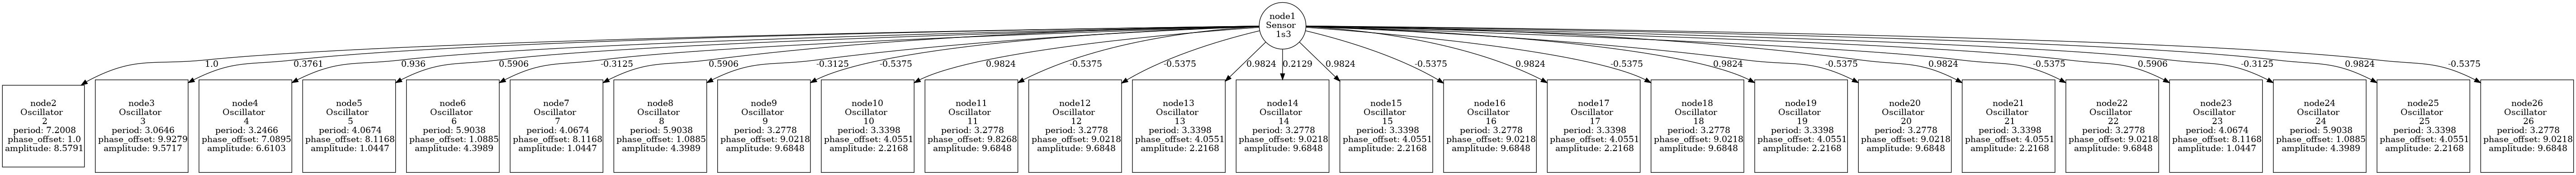 node1
Sensor
1s3
1.0
0.3761
0.936
0.5906
-0.3125
0.5906
-0.3125
-0.5375
0.9824
-0.5375
-0.5375
0.9824
0.2129
0.9824
-0.5375
0.9824
-0.5375
0.9824
-0.5375
0.9824
-0.5375
0.5906
-0.3125
0.9824
-0.5375
node2
Oscillator
2
period: 7.2008
phase_offset: 1.0
amplitude: 8.5791
node3
Oscillator
3
period: 3.0646
phase_offset: 9.9279
amplitude: 9.5717
node4
Oscillator
4
period: 3.2466
phase_offset: 7.0895
amplitude: 6.6103
node5
Oscillator
5
period: 4.0674
phase_offset: 8.1168
amplitude: 1.0447
node6
Oscillator
3
period: 5.9038
phase_offset: 1.0885
amplitude: 4.3989
node7
Oscillator
7
period: 4.0674
phase_offset: 8.1168
amplitude: 1.0447
node8
Oscillator
8
period: 5.9038
phase_offset: 1.0885
amplitude: 4.3989
node9
Oscillator
9
period: 3.2778
phase_offset: 9.0218
amplitude: 9.6848
node10
Oscillator
10
period: 3.3398
phase_offset: 4.0551
amplitude: 2.2168
node11
Oscillator
11
period: 3.2778
phase_offset: 9.8268
amplitude: 9.6848
node12
Oscillator
12
period: 3.2778
phase_offset: 9.0218
amplitude: 9.6848
node13
Oscillator
13
period: 3.3398
phase_offset: 4.0551
amplitude: 2.2168
node14
Oscillator
14
period: 3.2778
phase_offset: 9.0218
amplitude: 9.6848
node15
Oscillator
15
period: 3.3398
phase_offset: 4.0551
amplitude: 2.2168
node16
Oscillator
16
period: 3.2778
phase_offset: 9.0218
amplitude: 9.6848
node17
Oscillator
17
period: 3.3398
phase_offset: 4.0551
amplitude: 2.2168
node18
Oscillator
18
period: 3.2778
phase_offset: 9.0218
amplitude: 9.6848
node19
Oscillator
19
period: 3.3398
phase_offset: 4.0551
amplitude: 2.2168
node20
Oscillator
20
period: 3.2778
phase_offset: 9.0218
amplitude: 9.6848
node21
Oscillator
21
period: 3.3398
phase_offset: 4.0551
amplitude: 2.2168
node22
Oscillator
22
period: 3.2778
phase_offset: 9.0218
amplitude: 9.6848
node23
Oscillator
23
period: 4.0674
phase_offset: 8.1168
amplitude: 1.0447
node24
Oscillator
24
period: 5.9038
phase_offset: 1.0885
amplitude: 4.3989
node25
Oscillator
25
period: 3.3398
phase_offset: 4.0551
amplitude: 2.2168
node26
Oscillator
26
period: 3.2778
phase_offset: 9.0218
amplitude: 9.6848